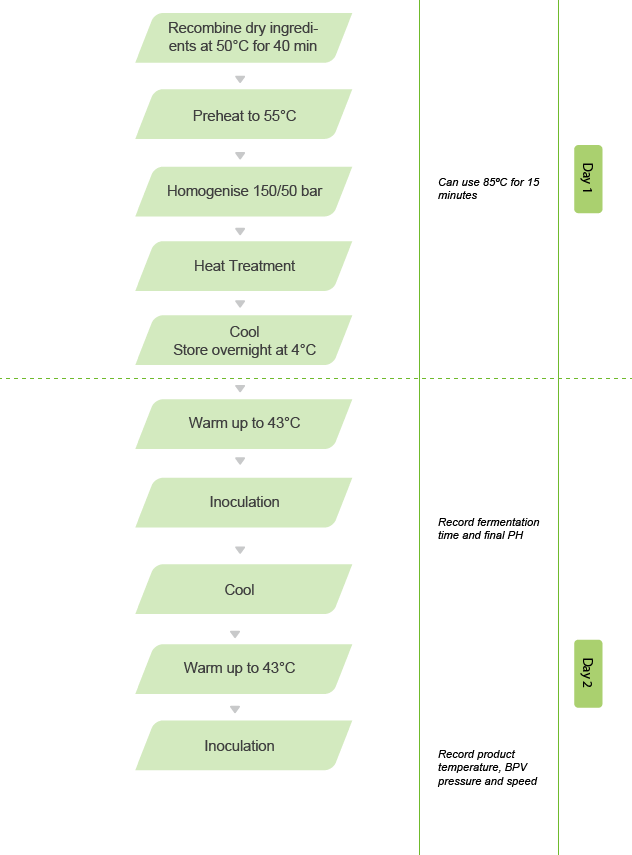 Recombine dry ingredi-
ents at 50°C for 40 min
Preheat to 55°C
Homogenise 150/50 bar
Can use 85ºC for 15
minutes
Day 1
Heat Treatment
Cool
Store overnight at 4°C
Warm up to 43°C
Inoculation
Record fermentation
time and final PH
Cool
Warm up to 43°C
Day 2
Inoculation
Record product
temperature, BPV
pressure and speed